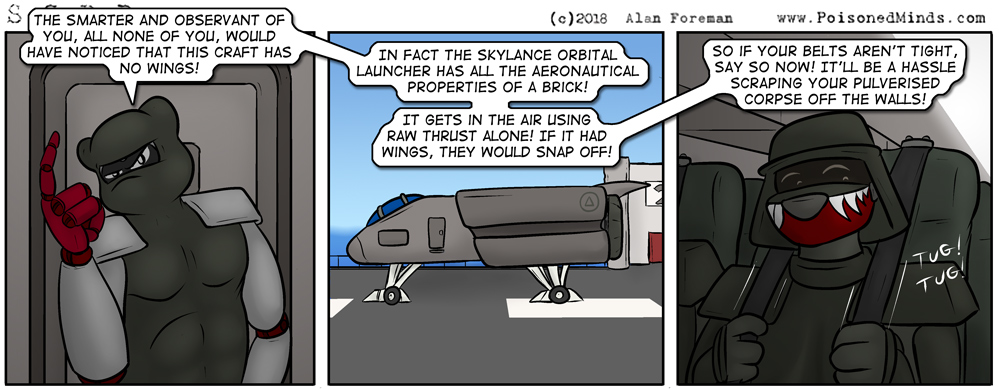 (c)2018 Alan Foreman www.PoisonedMinds.com
THE SMARTER AND OBSERVANT OF
YOU, ALL NONE OF YOU, WOULD
HAVE NOTICED THAT THIS CRAFT HAS
NO WINGS!
IN FACT THE SKYLANCE ORBITAL
LAUNCHER HAS ALL THE AERONAUTICAL
PROPERTIES OF A BRICK!
IT GETS IN THE AIR USING
RAW THRUST ALONE! IF IT HAD
WINGS, THEY WOULD SNAP OFF!
SO IF YOUR BELTS AREN'T TIGHT,
SAY SO NOW! IT'LL BE A HASSLE
SCRAPING YOUR PULVERISED
CORPSE OFF THE WALLS!
TUG!
TUG!